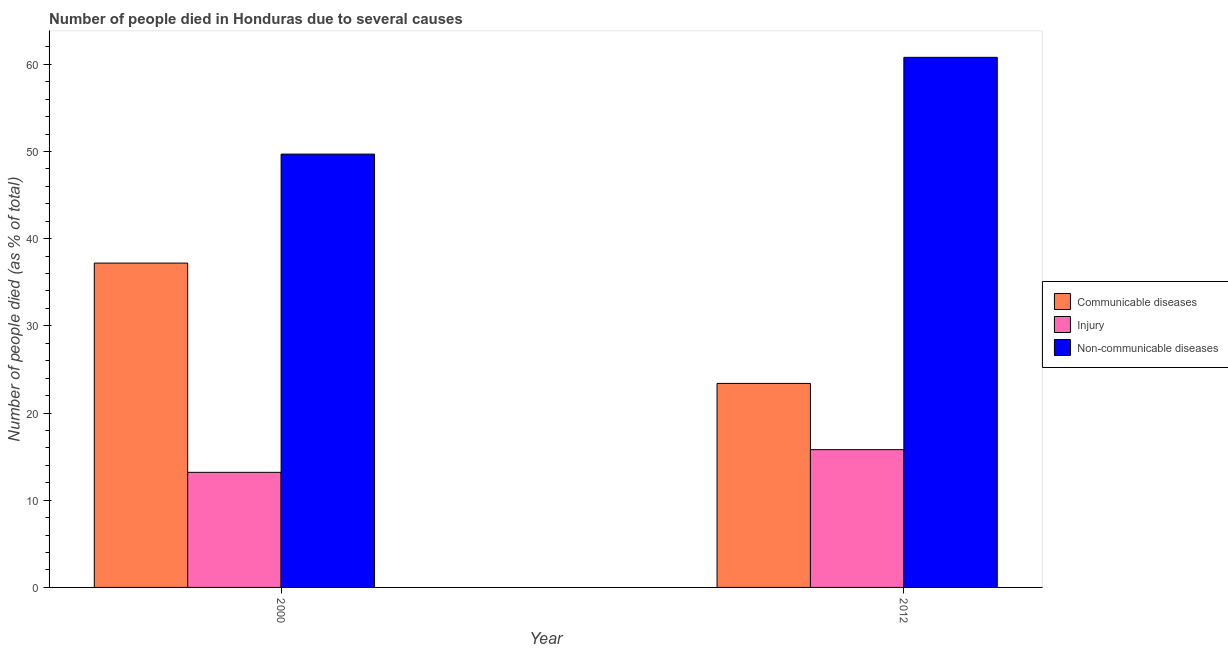 Number of people died in Honduras due to several causes
Number of people died (as % of total)
60
50
40
30
20
10
0
2000
2012
Year
Communicable diseases
Injury
Non-communicable diseases